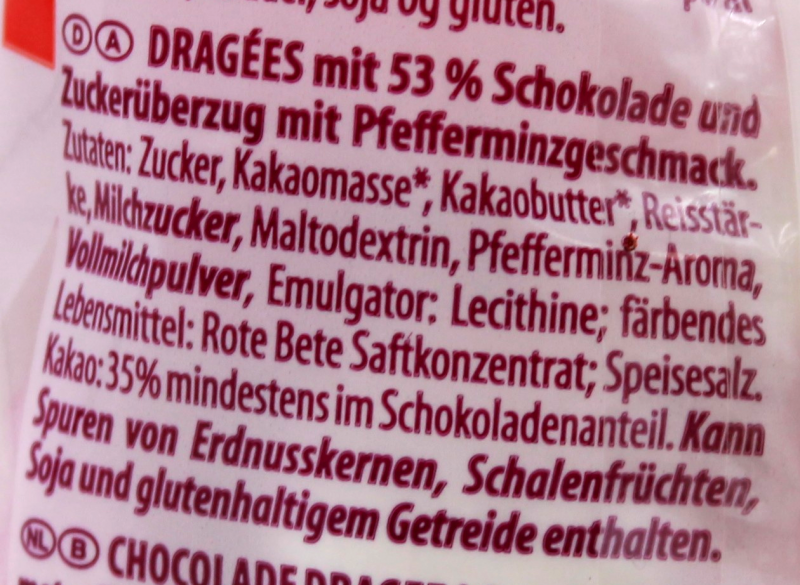 soja og gluten.
D A DRAGÉES mit 53 % Schokolade und
Zuckerüberzug mit Pfefferminzgeschmack.
Zutaten: Zucker, Kakaomasse*, Kakaobutter*, Reisstär-
ke, Milchzucker, Maltodextrin, Pfefferminz-Aroma,
Vollmilchpulver, Emulgator: Lecithine; färbendes
Lebensmittel: Rote Bete Saftkonzentrat; Speisesalz.
Kakao: 35% mindestens im Schokoladenanteil. Kann
Spuren von Erdnusskernen, Schalenfrüchten,
Soja und glutenhaltigem Getreide enthalten.
NL B CHOCOLADE